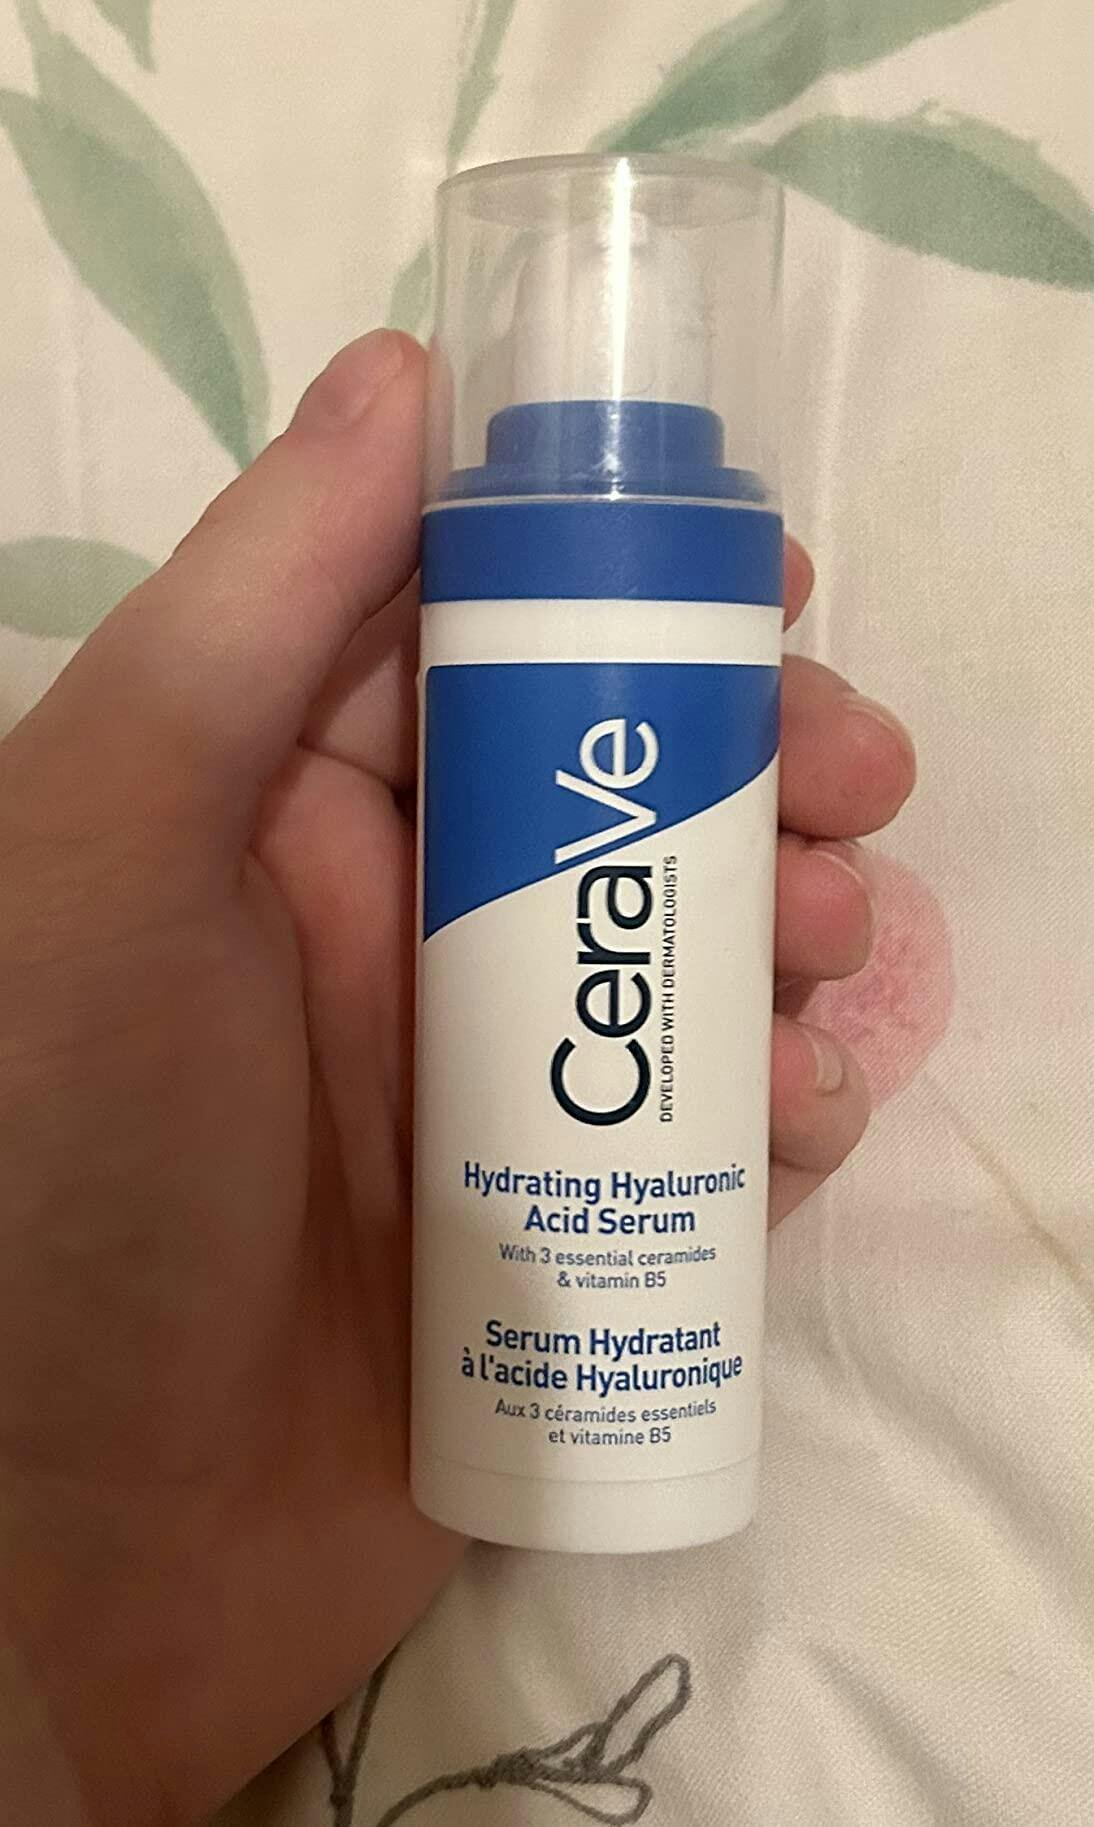 CeraVe
DEVELOPED WITH DERMATOLOGISTS
Hydrating Hyaluronic
Acid Serum
With 3 essential ceramides
& vitamin B5
Serum Hydratant
à l'acide Hyaluronique
Aux 3 céramides essentiels
et vitamine B5